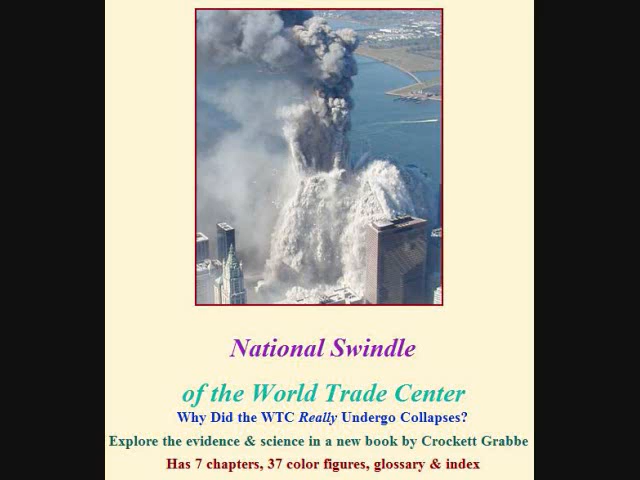 National Swindle
of the World Trade Center
Why Did the WTC Really Undergo Collapses?
Explore the evidence & science in a new book by Crockett Grabbe
Has 7 chapters, 37 color figures, glossary & index